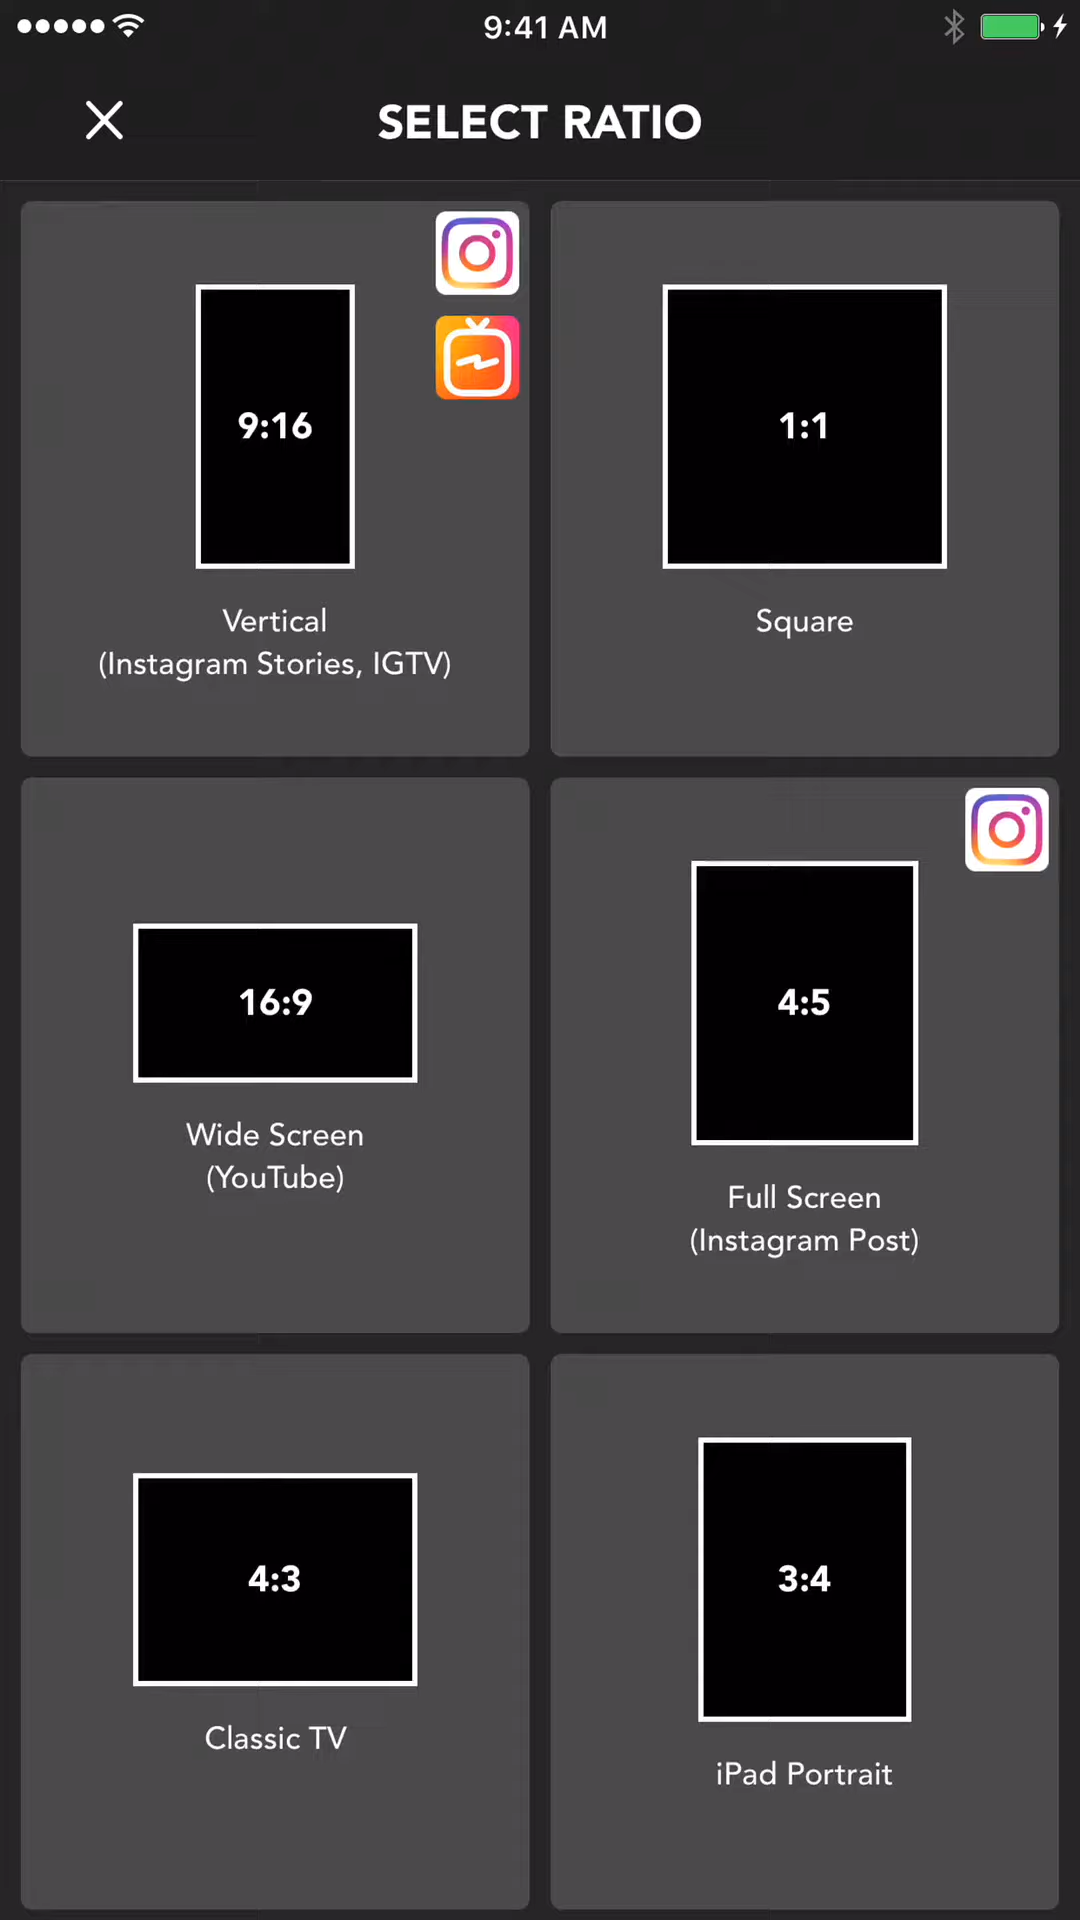 9:41 AM
SELECT RATIO
9:16
Vertical
(Instagram Stories, IGTV)
1:1
Square
16:9
Wide Screen
(YouTube)
4:5
Full Screen
(Instagram Post)
4:3
Classic TV
3:4
iPad Portrait